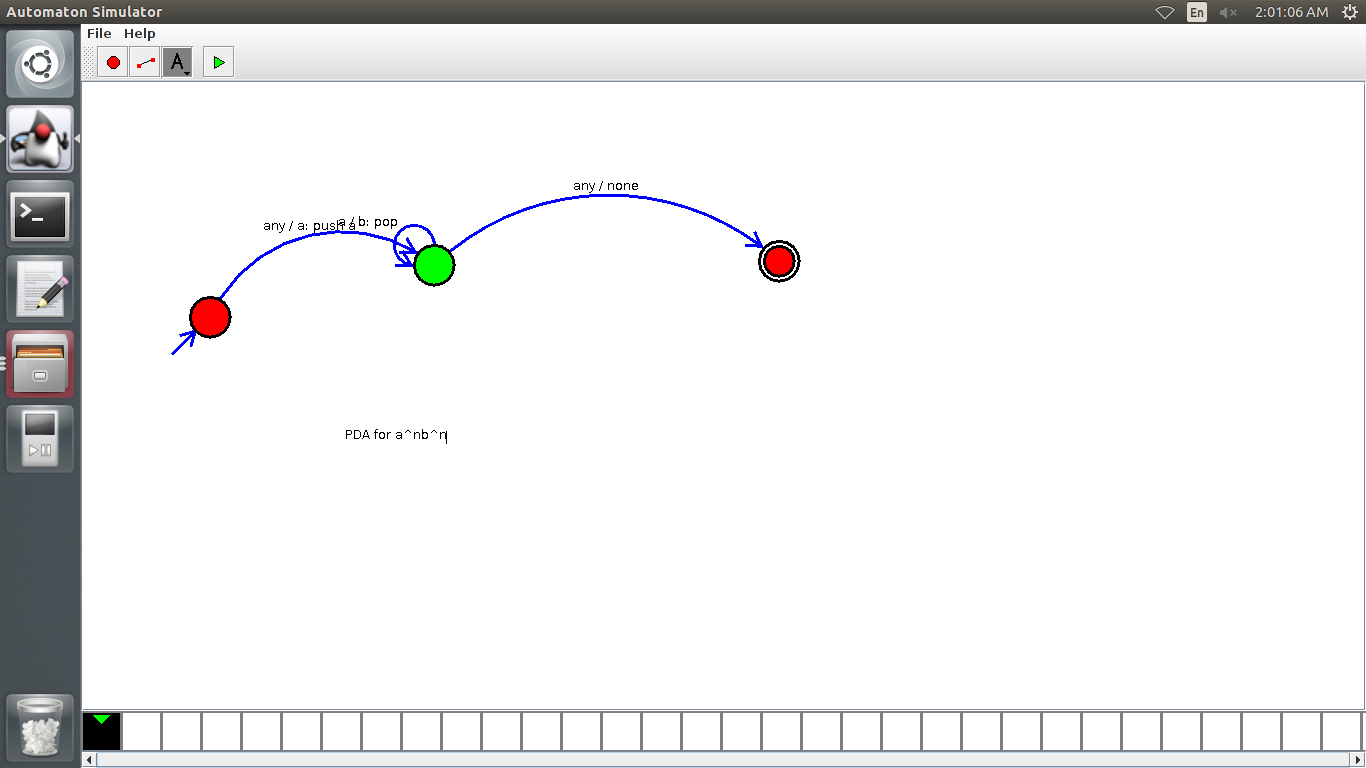 Automaton Simulator
En
2:01:06 AM
File Help
A
any / none
any / a: push a
a / b: pop
PDA for a^nb^n
>_